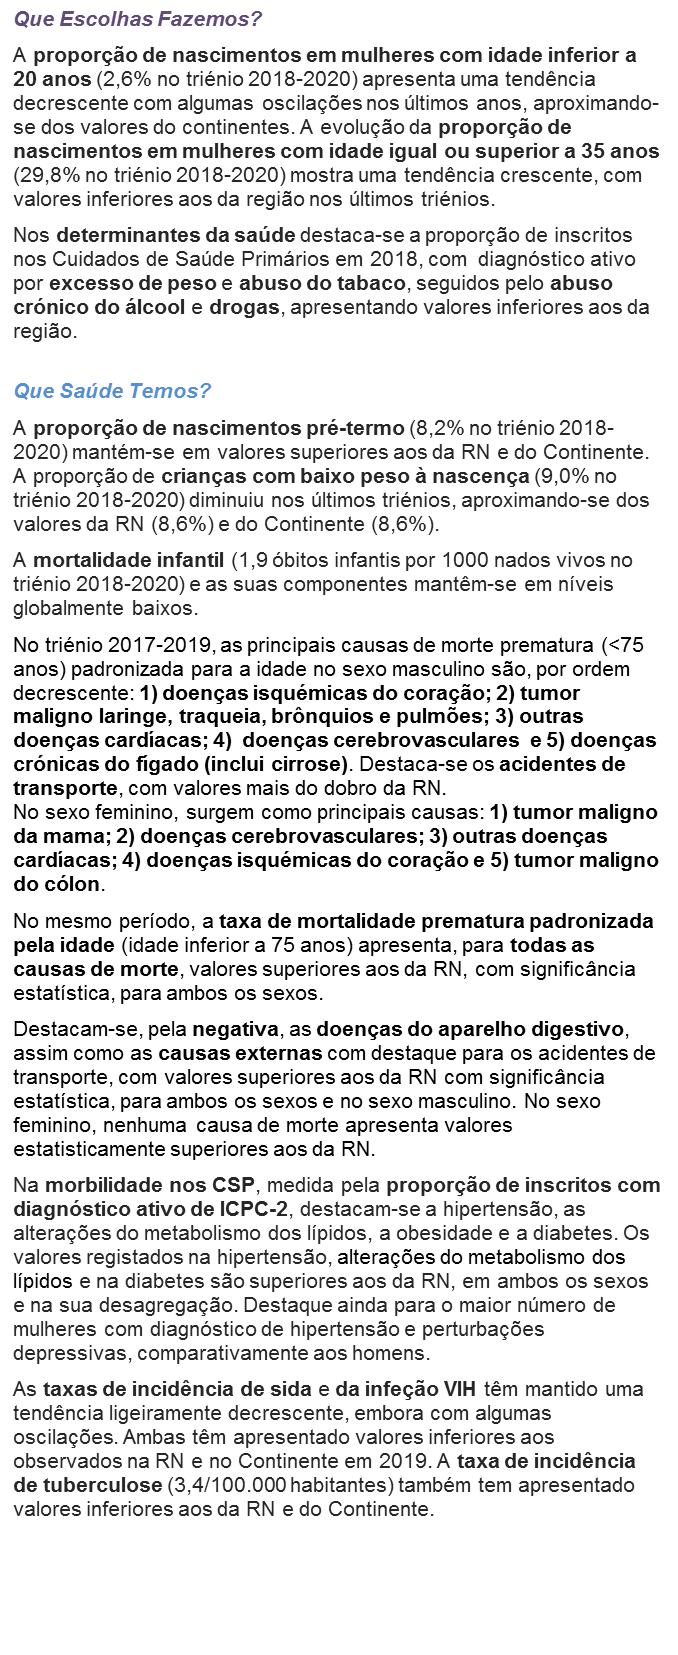 Que Escolhas Fazemos?
A proporção de nascimentos em mulheres com idade inferior a
20 anos (2,6% no triénio 2018-2020) apresenta uma tendência
decrescente com algumas oscilações nos últimos anos, aproximando-
se dos valores do continentes. A evolução da proporção de
nascimentos em mulheres com idade igual ou superior a 35 anos
(29,8% no triénio 2018-2020) mostra uma tendência crescente, com
valores inferiores aos da região nos últimos triénios.
Nos determinantes da saúde destaca-se a proporção de inscritos
nos Cuidados de Saúde Primários em 2018, com diagnóstico ativo
por excesso de peso e abuso do tabaco, seguidos pelo abuso
crónico do álcool e drogas, apresentando valores inferiores aos da
região.
Que Saúde Temos?
A proporção de nascimentos pré-termo (8,2% no triénio 2018-
2020) mantém-se em valores superiores aos da RN e do Continente.
A proporção de crianças com baixo peso à nascença (9,0% no
triénio 2018-2020) diminuiu nos últimos triénios, aproximando-se dos
valores da RN (8,6%) e do Continente (8,6%).
A mortalidade infantil (1,9 óbitos infantis por 1000 nados vivos no
triénio 2018-2020) e as suas componentes mantêm-se em níveis
globalmente baixos.
No triénio 2017-2019, as principais causas de morte prematura (<75
anos) padronizada para a idade no sexo masculino são, por ordem
decrescente: 1) doenças isquémicas do coração; 2) tumor
maligno laringe, traqueia, brônquios e pulmões; 3) outras
doenças cardíacas; 4) doenças cerebrovasculares e 5) doenças
crónicas do fígado (inclui cirrose). Destaca-se os acidentes de
transporte, com valores mais do dobro da RN.
No sexo feminino, surgem como principais causas: 1) tumor maligno
da mama; 2) doenças cerebrovasculares; 3) outras doenças
cardíacas; 4) doenças isquémicas do coração e 5) tumor maligno
do cólon.
No mesmo período, a taxa de mortalidade prematura padronizada
pela idade (idade inferior a 75 anos) apresenta, para todas as
causas de morte, valores superiores aos da RN, com significância
estatística, para ambos os sexos.
Destacam-se, pela negativa, as doenças do aparelho digestivo,
assim como as causas externas com destaque para os acidentes de
transporte, com valores superiores aos da RN com significância
estatística, para ambos os sexos e no sexo masculino. No sexo
feminino, nenhuma causa de morte apresenta valores
estatisticamente superiores aos da RN.
Na morbilidade nos CSP, medida pela proporção de inscritos com
diagnóstico ativo de ICPC-2, destacam-se a hipertensão, as
alterações do metabolismo dos lípidos, a obesidade e a diabetes. Os
valores registados na hipertensão, alterações do metabolismo dos
lípidos e na diabetes são superiores aos da RN, em ambos os sexos
e na sua desagregação. Destaque ainda para o maior número de
mulheres com diagnóstico de hipertensão e perturbações
depressivas, comparativamente aos homens.
As taxas de incidência de sida e da infeção VIH têm mantido uma
tendência ligeiramente decrescente, embora com algumas
oscilações. Ambas têm apresentado valores inferiores aos
observados na RN e no Continente em 2019. A taxa de incidência
de tuberculose (3,4/100.000 habitantes) também tem apresentado
valores inferiores aos da RN e do Continente.